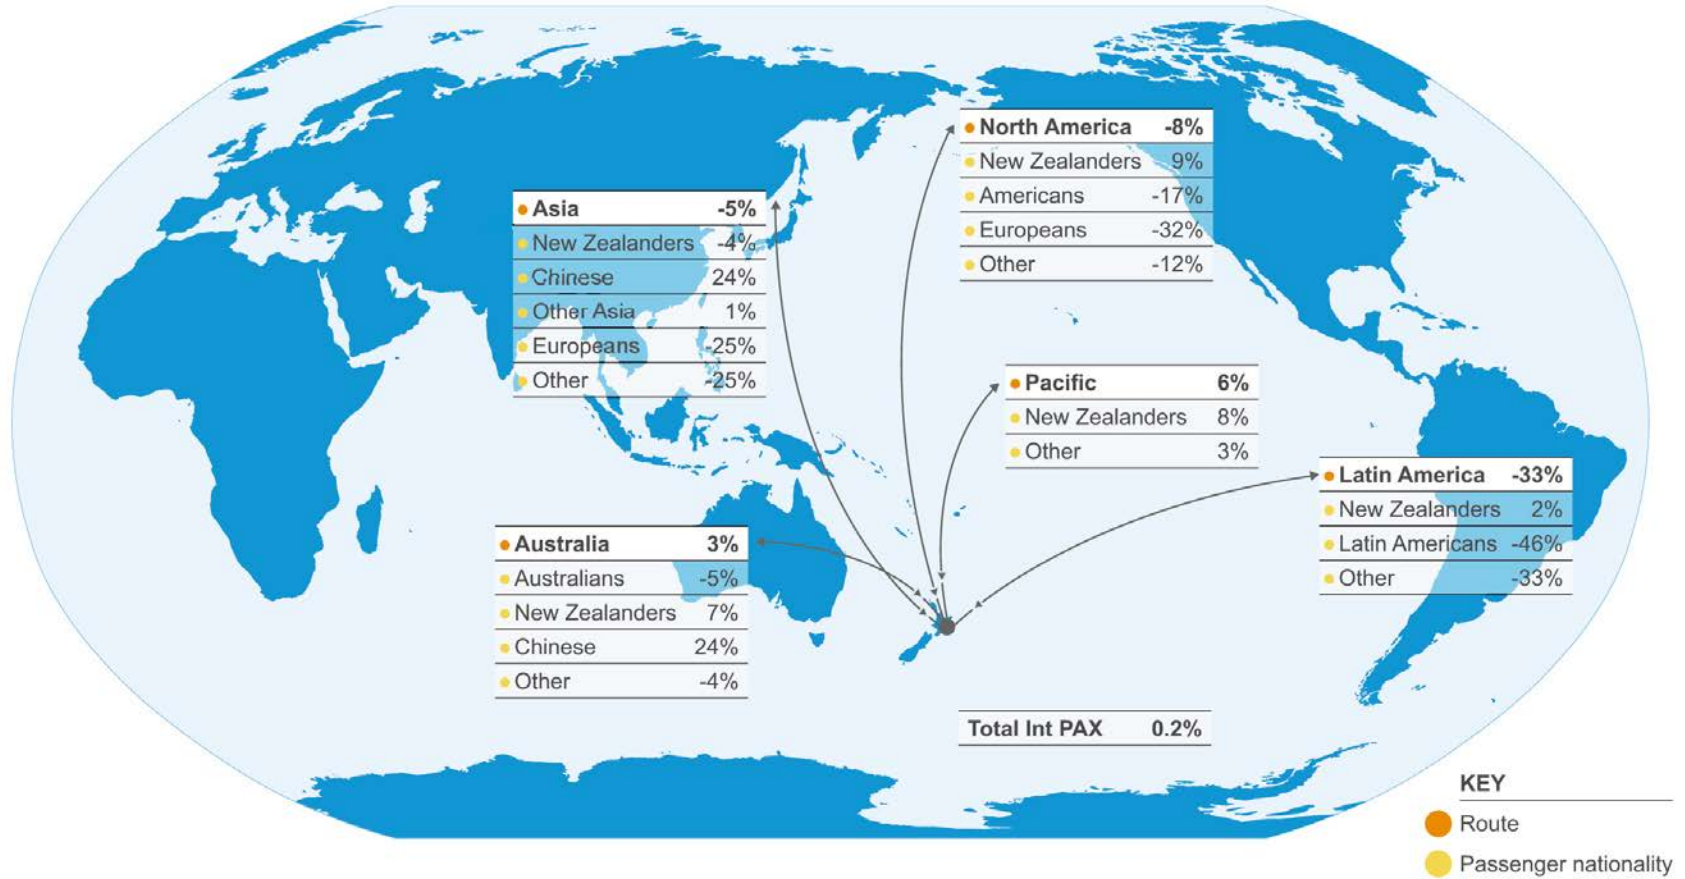 North America -8%
New Zealanders 9%
Americans -17%
Europeans -32%
Other -12%
Asia -5%
New Zealanders -4%
Chinese 24%
Other Asia 1%
Europeans -25%
Other -25%
Pacific 6%
New Zealanders 8%
Other 3%
Latin America -33%
New Zealanders 2%
Latin Americans -46%
Other -33%
Australia 3%
Australians -5%
New Zealanders 7%
Chinese 24%
Other -4%
Total Int PAX 0.2%
KEY
Route
Passenger nationality